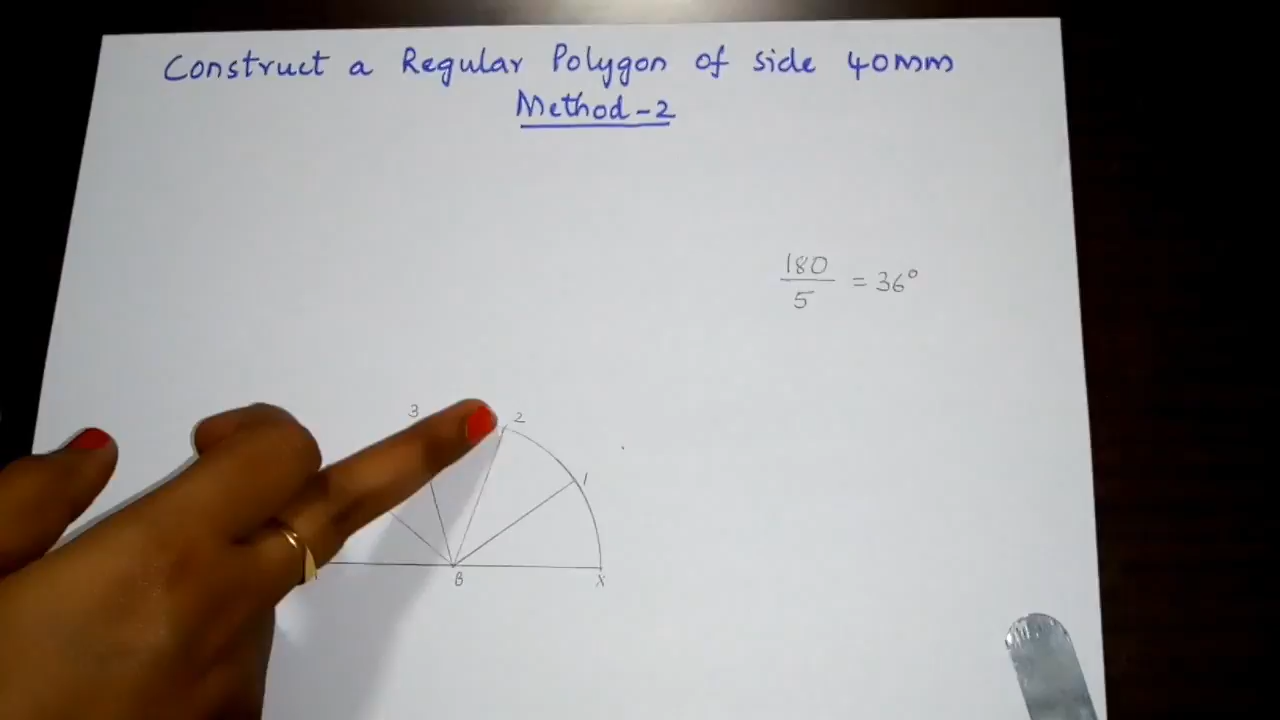 Construct a Regular Polygon of side 40mm
Method-2
180
5
= 36°
3
2
1
B
X